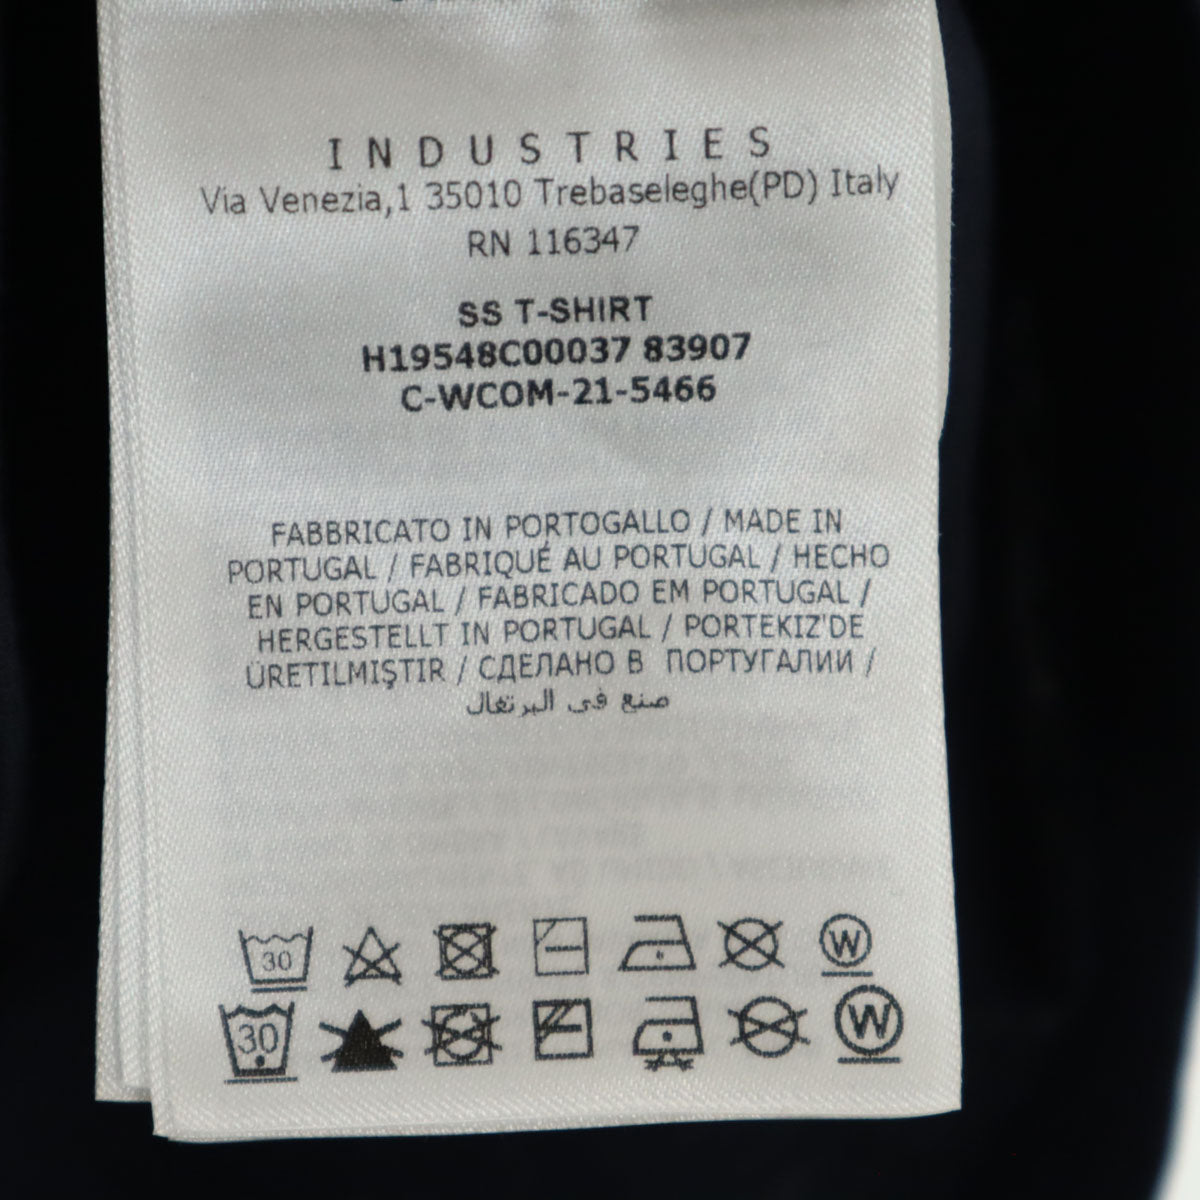 INDUSTRIES
Via Venezia,1 35010 Trebaseleghe(PD) Italy
RN 116347
SS T-SHIRT
H19548C00037 83907
C-WCOM-21-5466
FABBRICATO IN PORTOGALLO / MADE IN
PORTUGAL / FABRIQUÉ AU PORTUGAL / HECHO
EN PORTUGAL / FABRICADO EM PORTUGAL /
HERGESTELLT IN PORTUGAL / PORTEKIZ'DE
ÜRETILMIŞTIR / СДЕЛАНО В ПОРТУГАЛИИ /
صنع في البرتغال
30 W
30 W